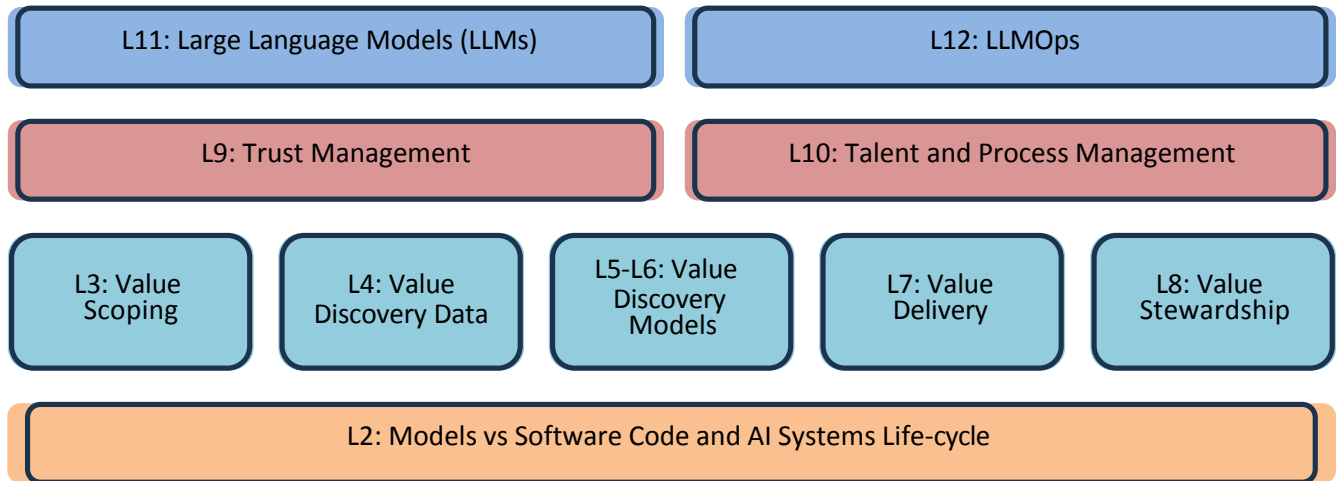 L11: Large Language Models (LLMs)
L12: LLMOps
L9: Trust Management
L10: Talent and Process Management
L3: Value
Scoping
L4: Value
Discovery Data
L5-L6: Value
Discovery
Models
L7: Value
Delivery
L8: Value
Stewardship
L2: Models vs Software Code and AI Systems Life-cycle